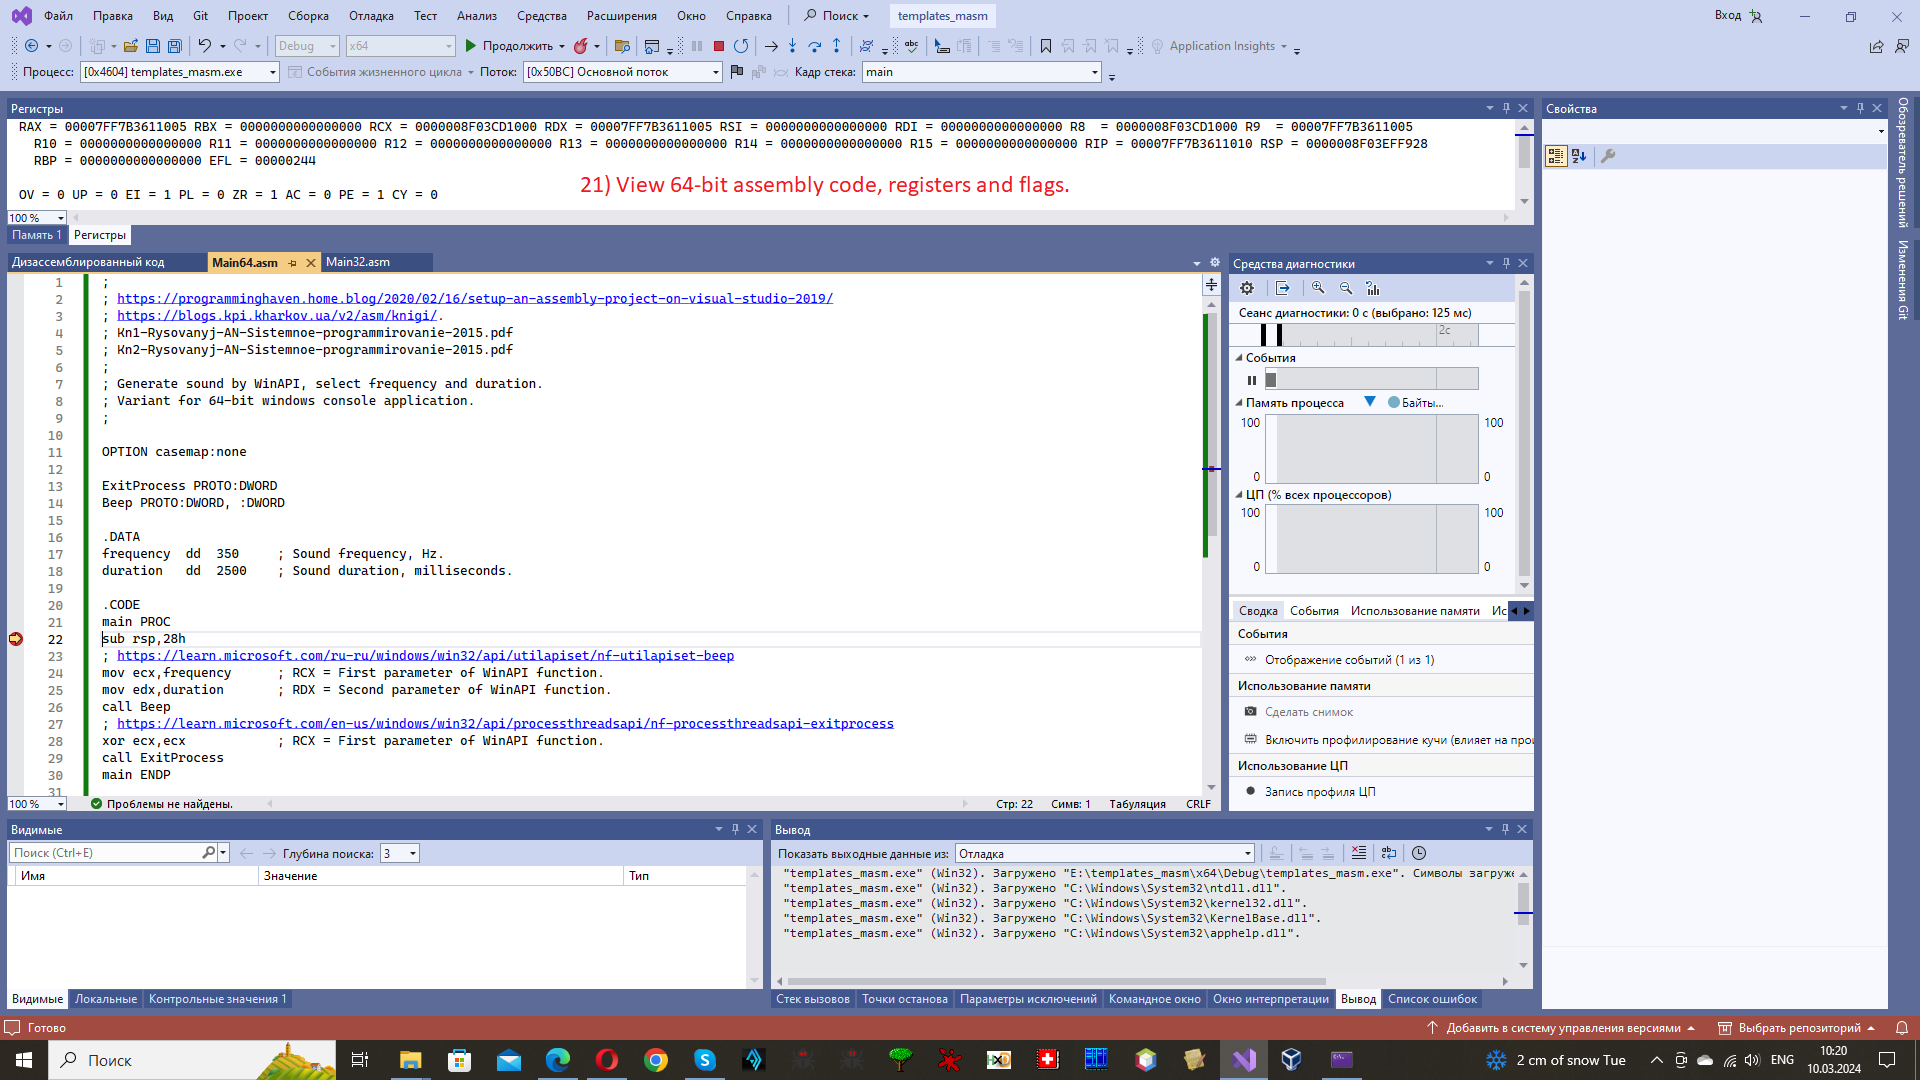 Файл Правка Вид Git Проект Сборка Отладка Тест Анализ Средства Расширения Окно Справка Поиск templates_masm Вход
Debug x64 Продолжить Application Insights
Процесс: [0x4604] templates_masm.exe События жизненного цикла Поток: [0x50BC] Основной поток Кадр стека: main
Регистры
RAX = 00007FF7B3611005 RBX = 0000000000000000 RCX = 0000008F03CD1000 RDX = 00007FF7B3611005 RSI = 0000000000000000 RDI = 0000000000000000 R8 = 0000008F03CD1000 R9 = 00007FF7B3611005
R10 = 0000000000000000 R11 = 0000000000000000 R12 = 0000000000000000 R13 = 0000000000000000 R14 = 0000000000000000 R15 = 0000000000000000 RIP = 00007FF7B3611010 RSP = 0000008F03EFF928
RBP = 0000000000000000 EFL = 00000244
21) View 64-bit assembly code, registers and flags.
OV = 0 UP = 0 EI = 1 PL = 0 ZR = 1 AC = 0 PE = 1 CY = 0
100 %
Память 1 Регистры
Дизассемблированный код Main64.asm Main32.asm
1 ;
2 ; https://programminghaven.home.blog/2020/02/16/setup-an-assembly-project-on-visual-studio-2019/
3 ; https://blogs.kpi.kharkov.ua/v2/asm/knigi/.
4 ; Кn1-Rysovanyj-AN-Sistemnoe-programmirovanie-2015.pdf
5 ; Кn2-Rysovanyj-AN-Sistemnoe-programmirovanie-2015.pdf
6 ;
7 ; Generate sound by WinAPI, select frequency and duration.
8 ; Variant for 64-bit windows console application.
9 ;
10
11 OPTION casemap:none
12
13 ExitProcess PROTO:DWORD
14 Beep PROTO:DWORD, :DWORD
15
16 .DATA
17 frequency dd 350 ; Sound frequency, Hz.
18 duration dd 2500 ; Sound duration, milliseconds.
19
20 .CODE
21 main PROC
22 sub rsp,28h
23 ; https://learn.microsoft.com/ru-ru/windows/win32/api/utilapiset/nf-utilapiset-beep
24 mov ecx,frequency ; RCX = First parameter of WinAPI function.
25 mov edx,duration ; RDX = Second parameter of WinAPI function.
26 call Beep
27 ; https://learn.microsoft.com/en-us/windows/win32/api/processthreadsapi/nf-processthreadsapi-exitprocess
28 xor ecx,ecx ; RCX = First parameter of WinAPI function.
29 call ExitProcess
30 main ENDP
31
100 % Проблемы не найдены. Стр: 22 Симв: 1 Табуляция CRLF
Средства диагностики
Сеанс диагностики: 0 с (выбрано: 125 мс)
2с
События
Память процесса Байты...
100 100
0 0
ЦП (% всех процессоров)
100 100
0 0
Сводка События Использование памяти Ис
События
Отображение событий (1 из 1)
Использование памяти
Сделать снимок
Включить профилирование кучи (влияет на прои
Использование ЦП
Запись профиля ЦП
Свойства
Обозреватель решений
Изменения Git
Видимые
Поиск (Ctrl+E) Глубина поиска: 3
Имя Значение Тип
Видимые Локальные Контрольные значения 1
Вывод
Показать выходные данные из: Отладка
"templates_masm.exe" (Win32). Загружено "E:\templates_masm\x64\Debug\templates_masm.exe". Символы загруже
"templates_masm.exe" (Win32). Загружено "C:\Windows\System32\ntdll.dll".
"templates_masm.exe" (Win32). Загружено "C:\Windows\System32\kernel32.dll".
"templates_masm.exe" (Win32). Загружено "C:\Windows\System32\KernelBase.dll".
"templates_masm.exe" (Win32). Загружено "C:\Windows\System32\apphelp.dll".
Стек вызовов Точки останова Параметры исключений Командное окно Окно интерпретации Вывод Список ошибок
Готово Добавить в систему управления версиями Выбрать репозиторий
Поиск 2 cm of snow Tue ENG 10:20
10.03.2024